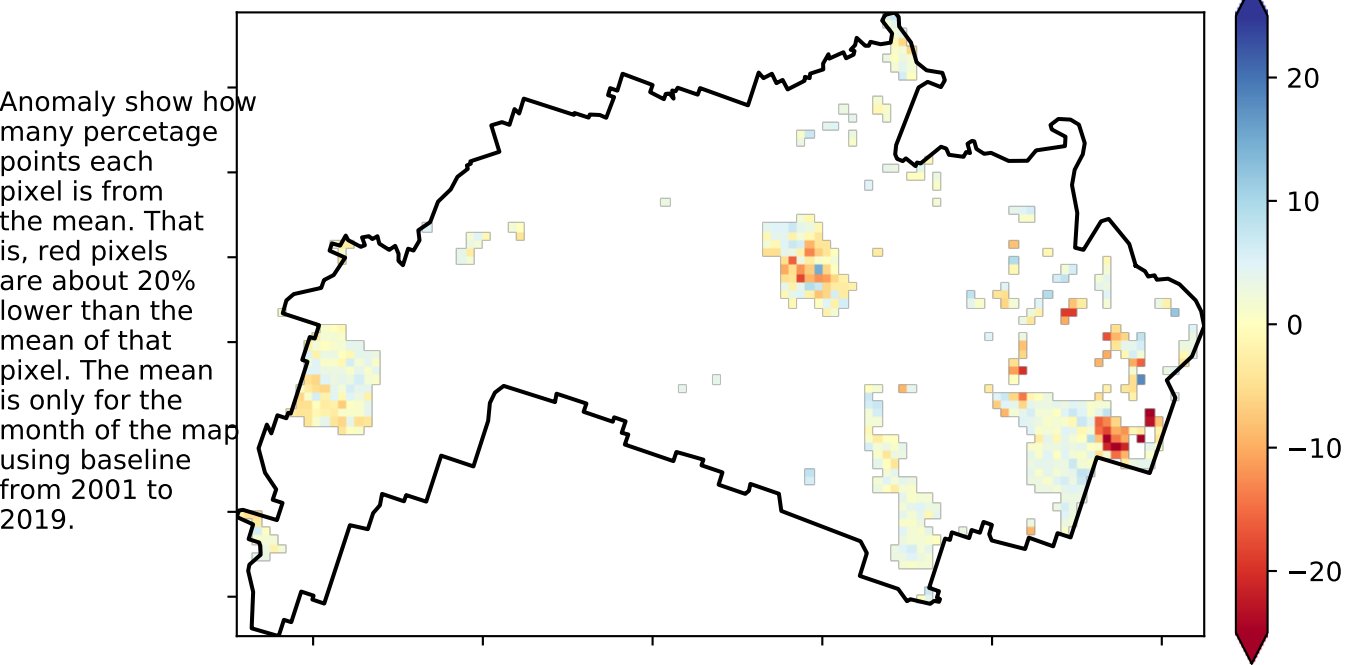 Anomaly show how
many percetage
points each
pixel is from
the mean. That
is, red pixels
are about 20%
lower than the
mean of that
pixel. The mean
is only for the
month of the map
using baseline
from 2001 to
2019.
20
10
0
−10
−20